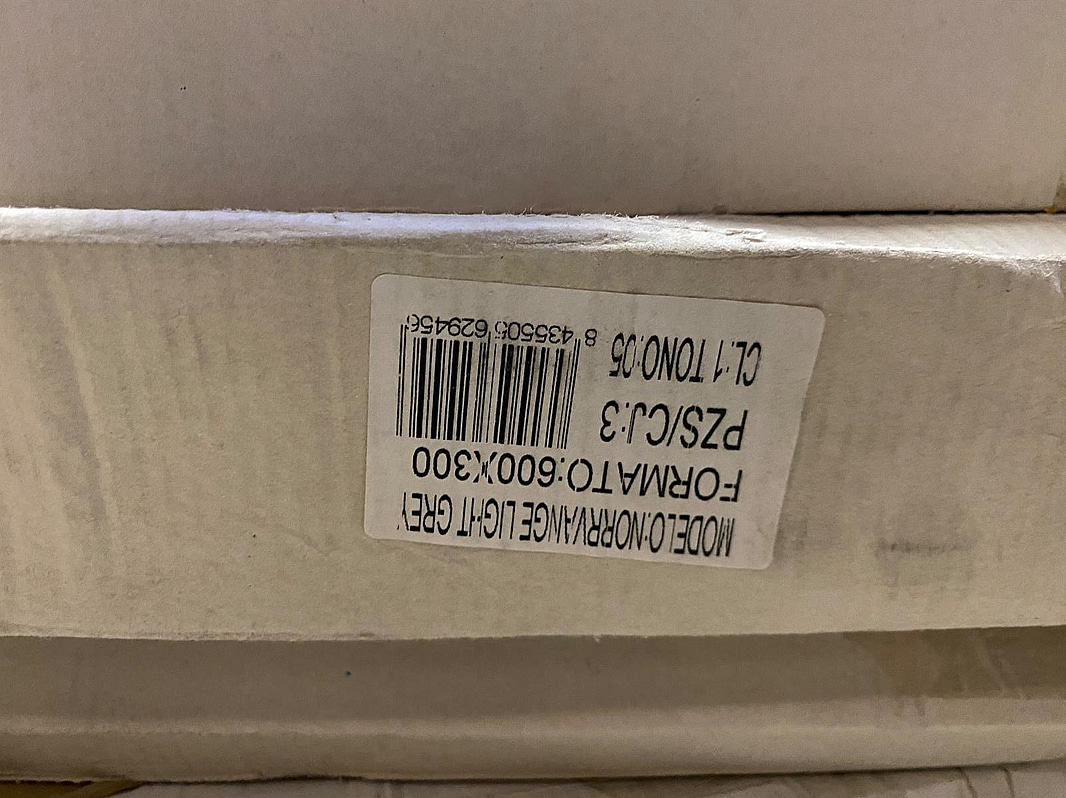 MODELO:NORRVANGE LIGHT GREY
FORMATO:600X300
PZS/CJ:3
CL:1 TONO:05
8 435505 629456